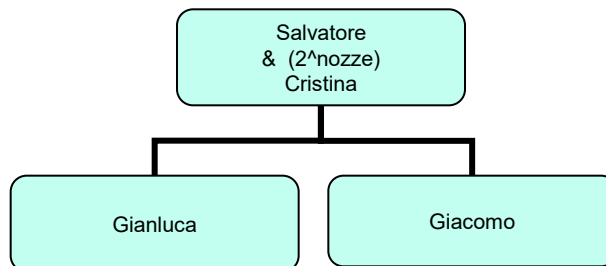 Salvatore
& (2^nozze)
Cristina
Gianluca
Giacomo